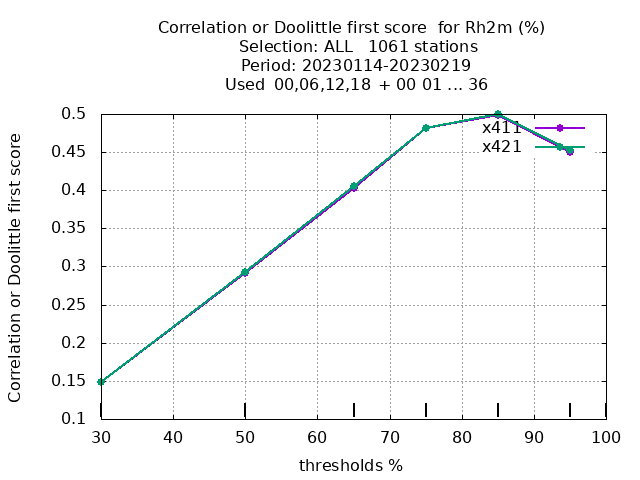 Correlation or Doolittle first score  for Rh2m (%)
Selection: ALL   1061 stations
Period: 20230114-20230219
Used  00,06,12,18  + 00 01 ... 36
Correlation or Doolittle first score
0.5
0.45
0.4
0.35
0.3
0.25
0.2
0.15
0.1
x411
x421
30 40 50 60 70 80 90 100
thresholds %